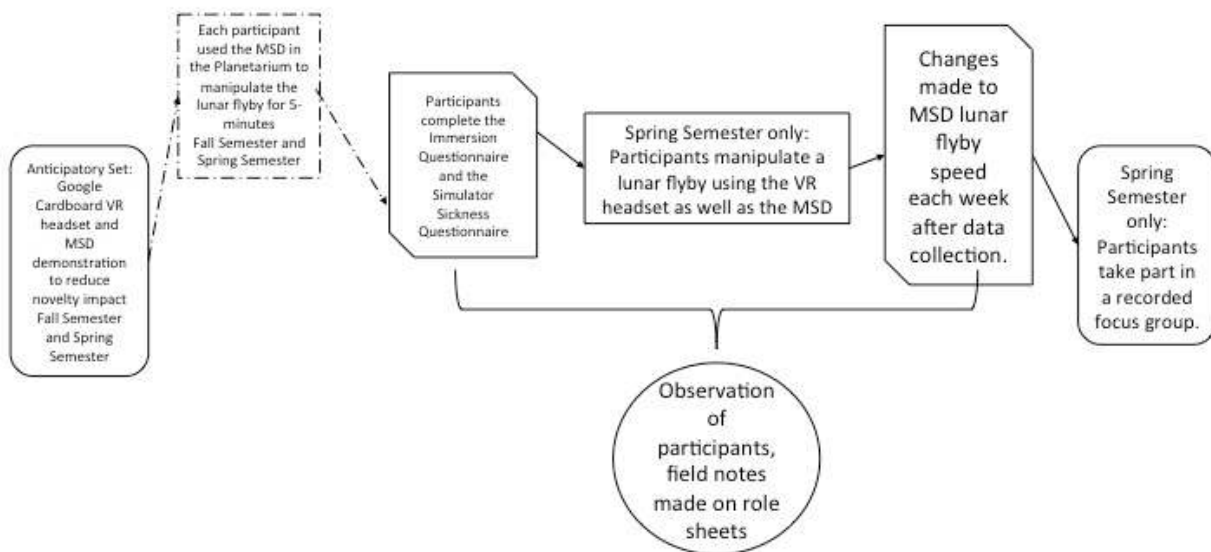 Anticipatory Set:
Google
Cardboard VR
headset and
MSD
demonstration
to reduce
novelty impact
Fall Semester
and Spring
Semester
Each participant
used the MSD in
the Planetarium to
manipulate the
lunar flyby for 5-
minutes
Fall Semester and
Spring Semester
Participants
complete the
Immersion
Questionnaire
and the
Simulator
Sickness
Questionnaire
Spring Semester only:
Participants manipulate a
lunar flyby using the VR
headset as well as the MSD
Changes
made to
MSD lunar
flyby
speed
each week
after data
collection.
Spring
Semester
only:
Participants
take part in
a recorded
focus group.
Observation
of
participants,
field notes
made on role
sheets